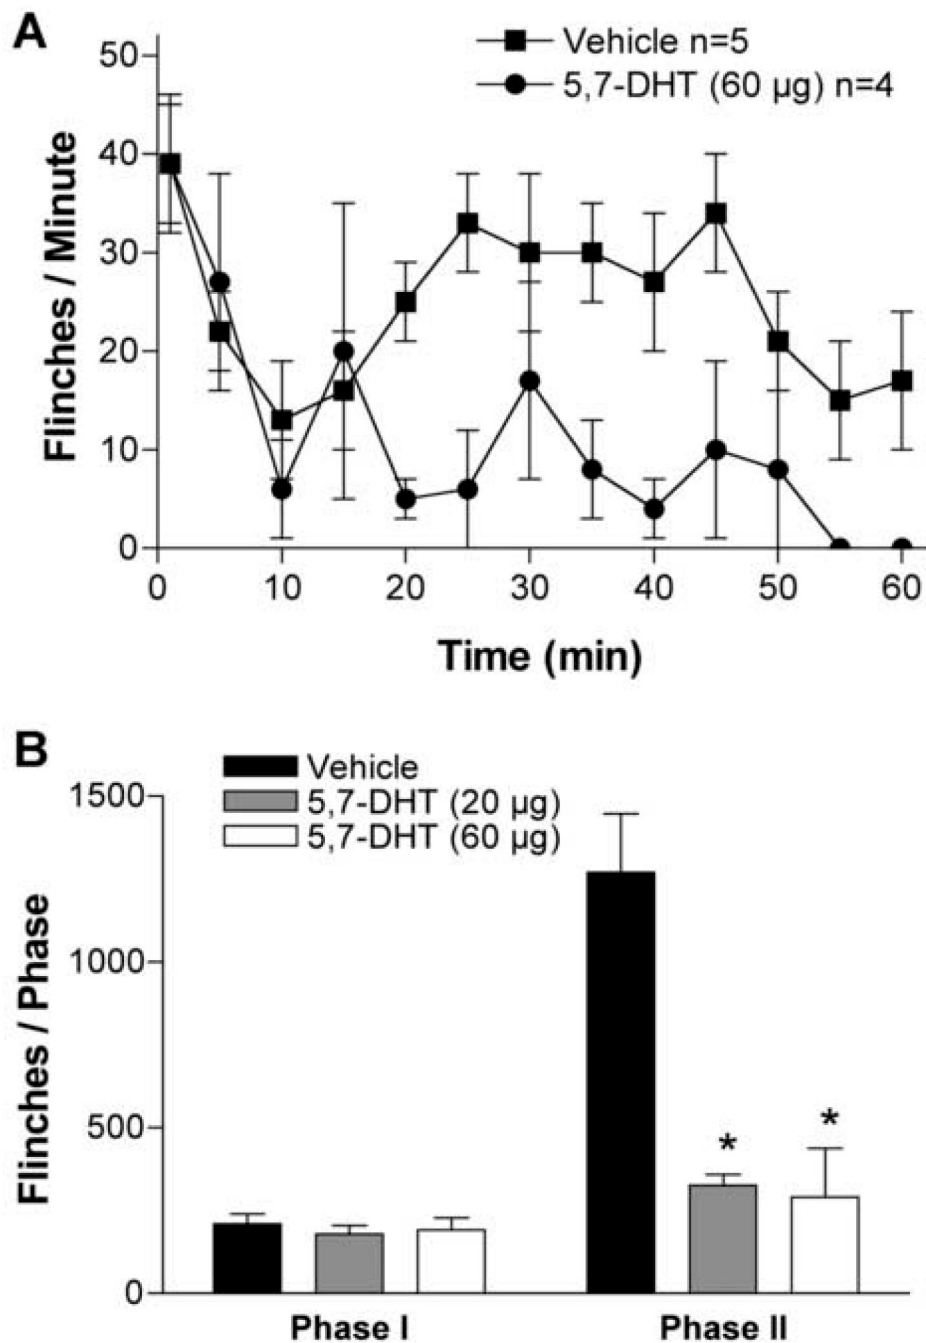 A
Vehicle n=5
5,7-DHT (60 µg) n=4
50
40
30
20
10
0
Flinches / Minute
0 10 20 30 40 50 60
Time (min)
B
Vehicle
5,7-DHT (20 µg)
5,7-DHT (60 µg)
1500
1000
500
0
Flinches / Phase
* *
Phase I Phase II